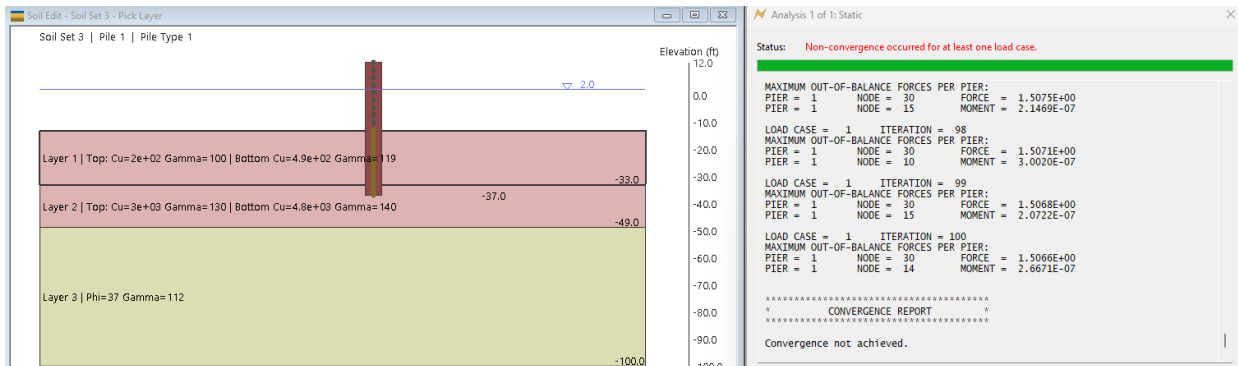 Soil Edit - Soil Set 3 - Pick Layer
Soil Set 3 | Pile 1 | Pile Type 1
Elevation (ft)
12.0
2.0
0.0
-10.0
-20.0
Layer 1 | Top: Cu=2e+02 Gamma=100 | Bottom Cu=4.9e+02 Gamma=119
-30.0
-33.0
-37.0
-40.0
Layer 2 | Top: Cu=3e+03 Gamma=130 | Bottom Cu=4.8e+03 Gamma=140
-49.0
-50.0
-60.0
-70.0
Layer 3 | Phi=37 Gamma=112
-80.0
-90.0
-100.0
-100.0
Analysis 1 of 1: Static
Status: Non-convergence occurred for at least one load case.
MAXIMUM OUT-OF-BALANCE FORCES PER PIER:
PIER = 1 NODE = 30 FORCE = 1.5075E+00
PIER = 1 NODE = 15 MOMENT = 2.1469E-07
LOAD CASE = 1 ITERATION = 98
MAXIMUM OUT-OF-BALANCE FORCES PER PIER:
PIER = 1 NODE = 30 FORCE = 1.5071E+00
PIER = 1 NODE = 10 MOMENT = 3.0020E-07
LOAD CASE = 1 ITERATION = 99
MAXIMUM OUT-OF-BALANCE FORCES PER PIER:
PIER = 1 NODE = 30 FORCE = 1.5068E+00
PIER = 1 NODE = 15 MOMENT = 2.0722E-07
LOAD CASE = 1 ITERATION = 100
MAXIMUM OUT-OF-BALANCE FORCES PER PIER:
PIER = 1 NODE = 30 FORCE = 1.5066E+00
PIER = 1 NODE = 14 MOMENT = 2.6671E-07
***************************************
* CONVERGENCE REPORT *
***************************************
Convergence not achieved.